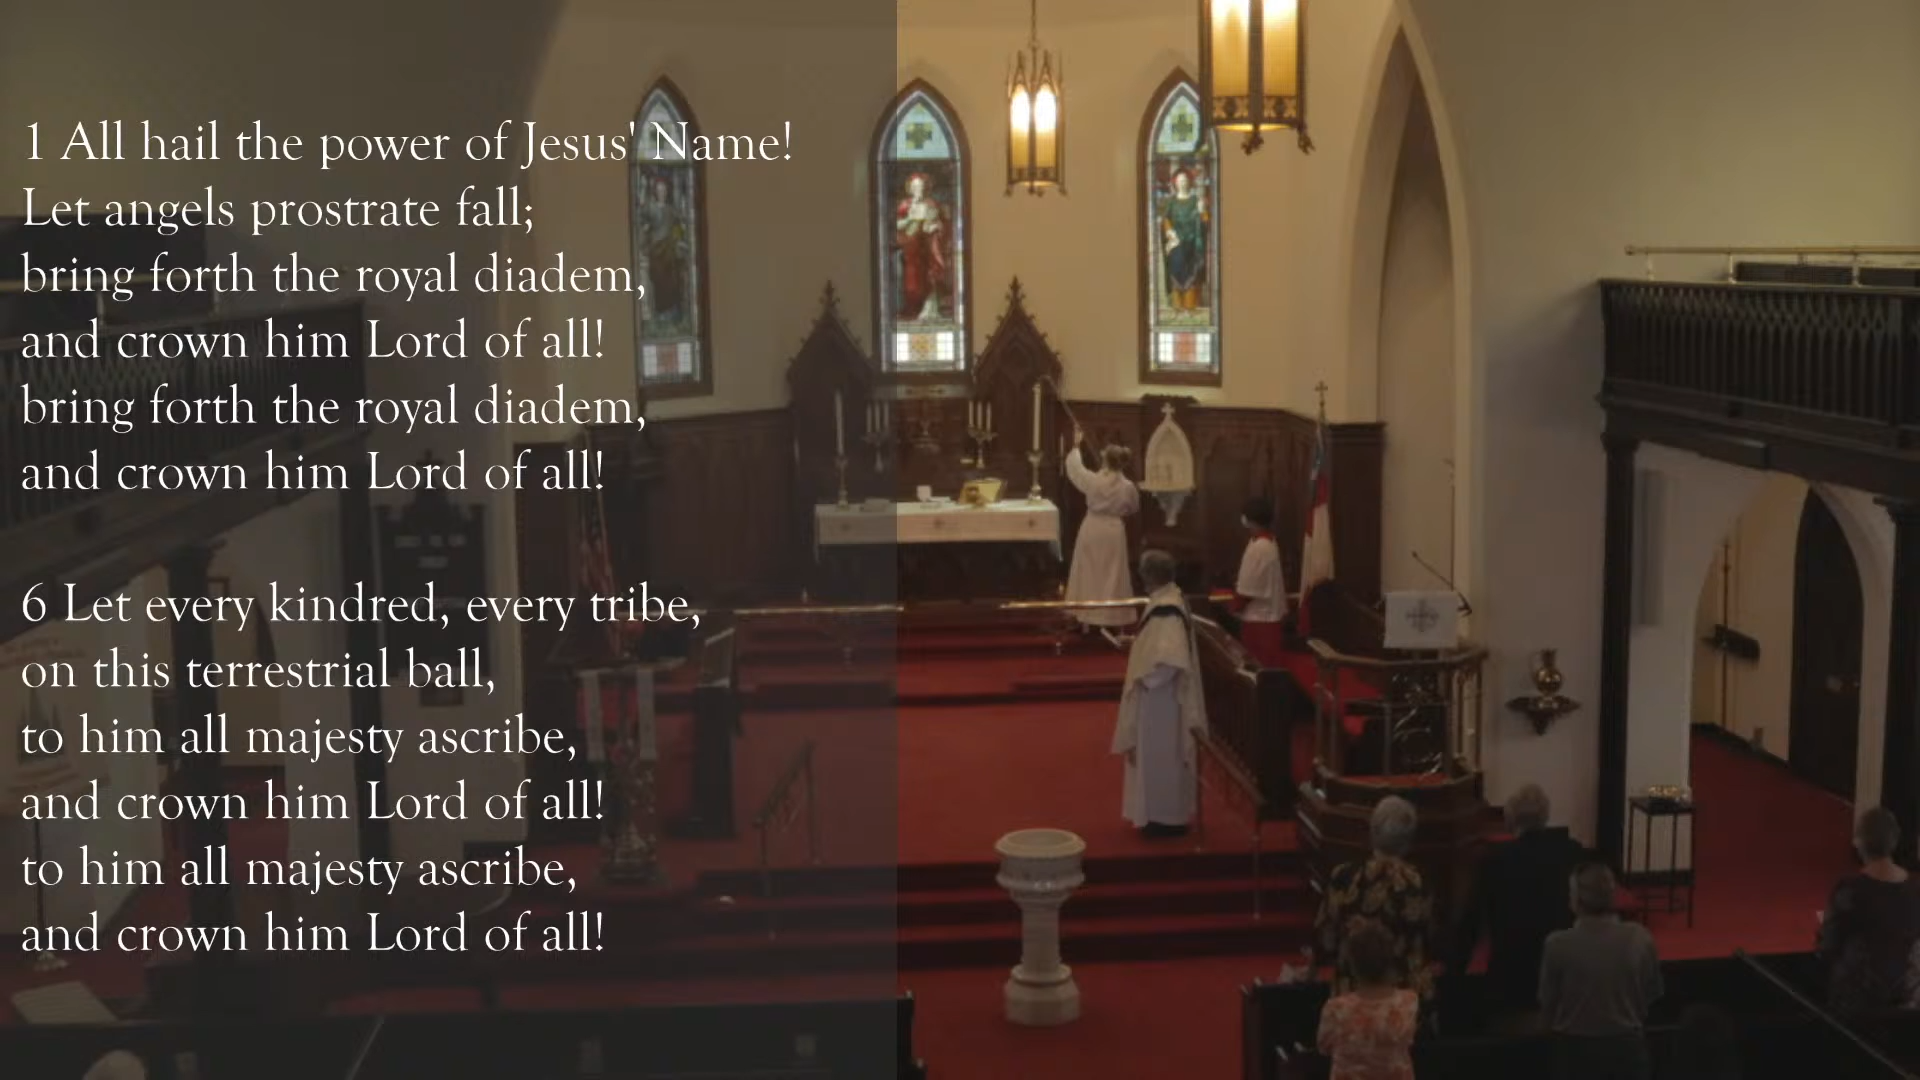 1 All hail the power of Jesus' Name!
Let angels prostrate fall;
bring forth the royal diadem,
and crown him Lord of all!
bring forth the royal diadem,
and crown him Lord of all!
6 Let every kindred, every tribe,
on this terrestrial ball,
to him all majesty ascribe,
and crown him Lord of all!
to him all majesty ascribe,
and crown him Lord of all!